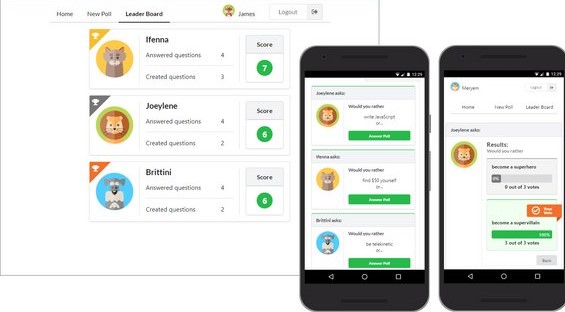 Home New Poll Leader Board James Logout
Ifenna
Answered questions 4
Created questions 3
Score
7
Joeylene
Answered questions 4
Created questions 2
Score
6
Brittini
Answered questions 4
Created questions 2
Score
6
12:29
Joeylene asks:
Would you rather
write JavaScript
or...
Answer Poll
Ifenna asks:
Would you rather
find $50 yourself
or...
Answer Poll
Brittini asks:
Would you rather
be telekinetic
or...
Answer Poll
12:29
Maryam Logout
Home New Poll Leader Board
Joeylene asks:
Results:
Would you rather
become a superhero
0%
0 out of 3 votes
Your
Vote
become a supervillain
100%
3 out of 3 votes
Back